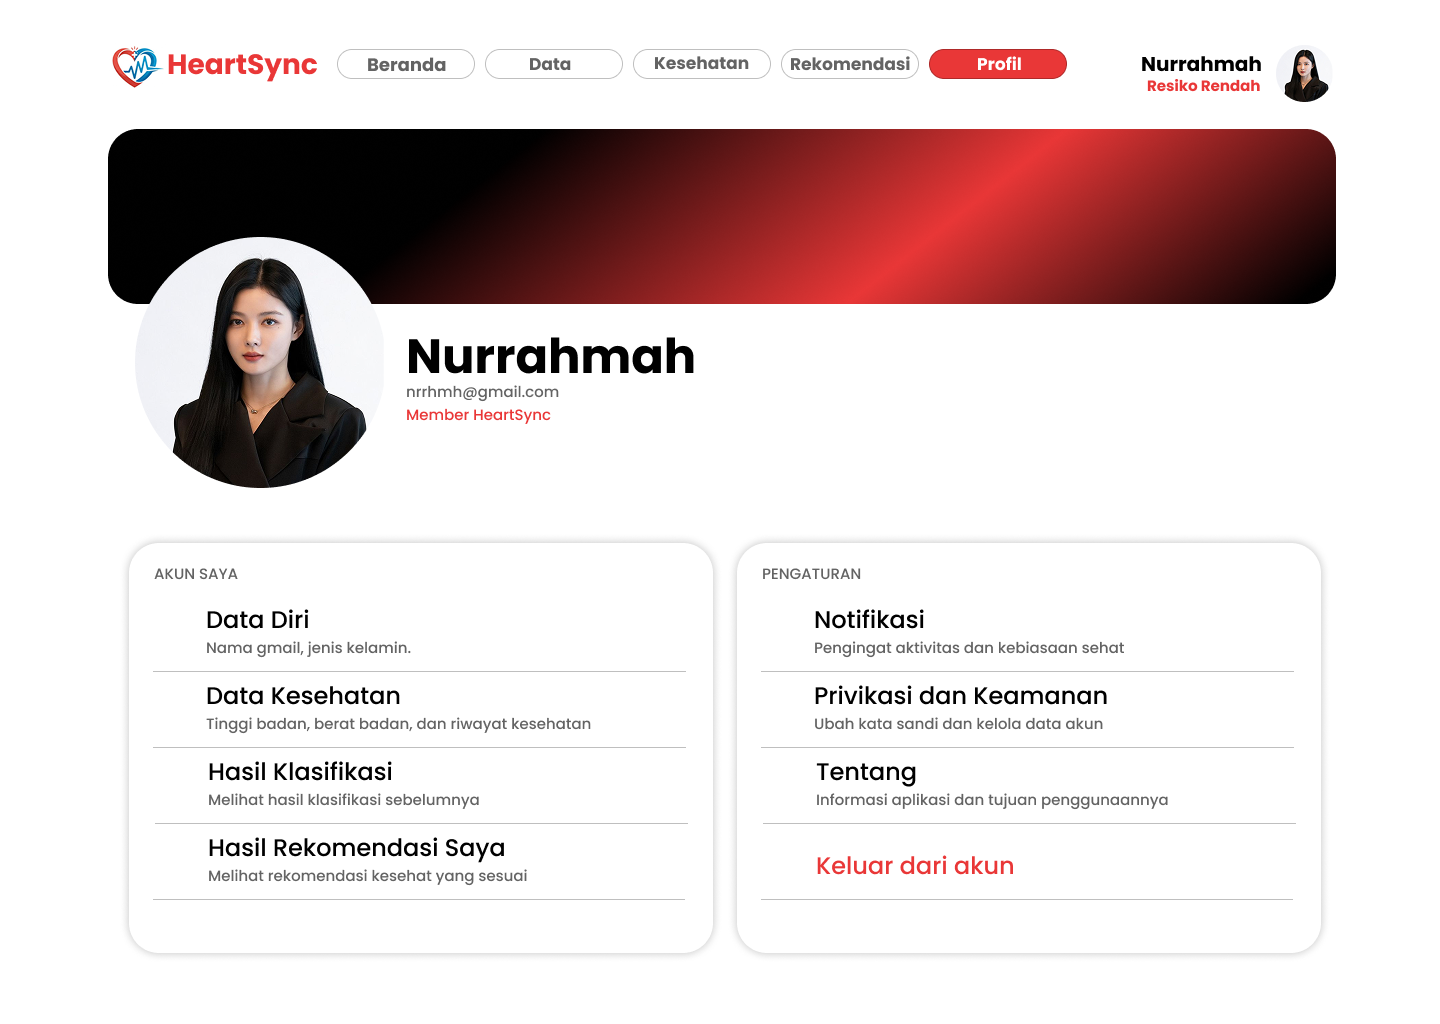 HeartSync
Beranda
Data
Kesehatan
Rekomendasi
Profil
Nurrahmah
Resiko Rendah
Nurrahmah
nrrhmh@gmail.com
Member HeartSync
AKUN SAYA
Data Diri
Nama gmail, jenis kelamin.
Data Kesehatan
Tinggi badan, berat badan, dan riwayat kesehatan
Hasil Klasifikasi
Melihat hasil klasifikasi sebelumnya
Hasil Rekomendasi Saya
Melihat rekomendasi kesehat yang sesuai
PENGATURAN
Notifikasi
Pengingat aktivitas dan kebiasaan sehat
Privikasi dan Keamanan
Ubah kata sandi dan kelola data akun
Tentang
Informasi aplikasi dan tujuan penggunaannya
Keluar dari akun